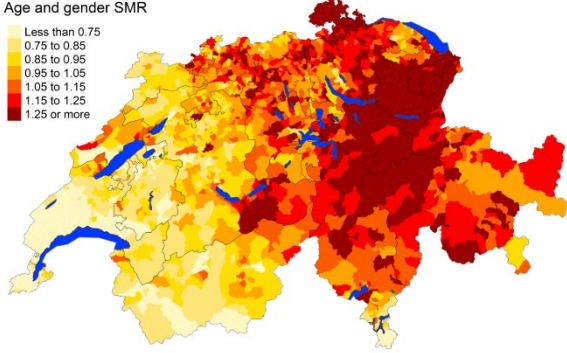 Age and gender SMR
Less than 0.75
0.75 to 0.85
0.85 to 0.95
0.95 to 1.05
1.05 to 1.15
1.15 to 1.25
1.25 or more